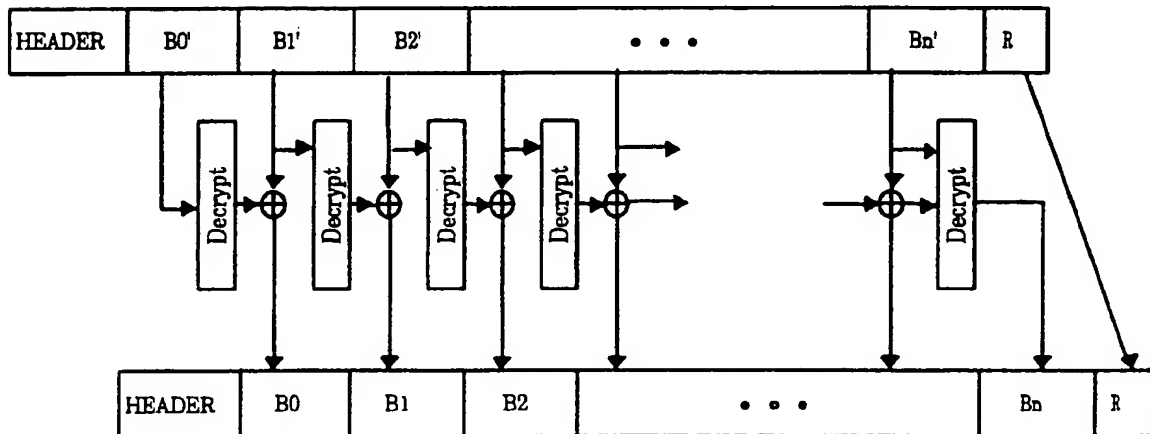 HEADER B0' B1' B2' • • • Bn' R
Decrypt Decrypt Decrypt Decrypt Decrypt
HEADER B0 B1 B2 • • • Bn R